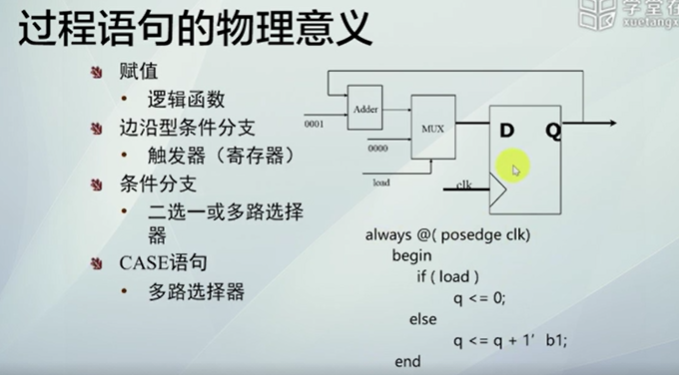 过程语句的物理意义
学堂在
xuetangx
赋值
• 逻辑函数
边沿型条件分支
• 触发器（寄存器）
条件分支
• 二选一或多路选择
器
CASE语句
• 多路选择器
Adder
0001
MUX
0000
load
D Q
clk
always @( posedge clk)
begin
if ( load )
q <= 0;
else
q <= q + 1’ b1;
end